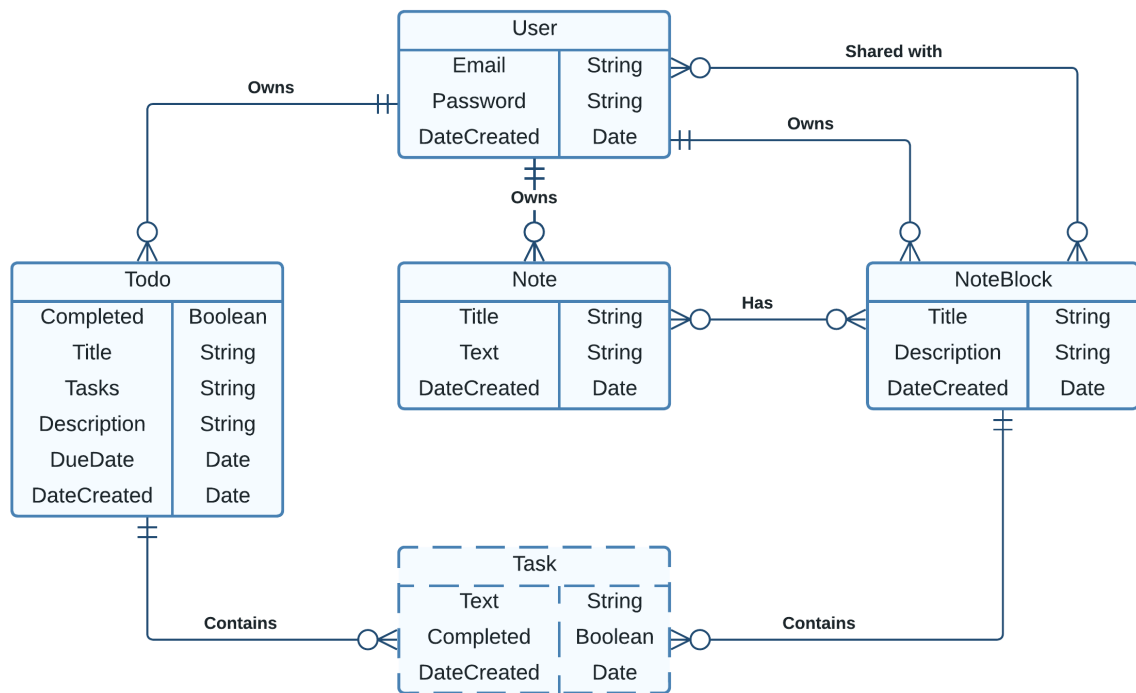 User
Email String
Password String
DateCreated Date
Shared with
Owns
Owns
Owns
Todo
Completed Boolean
Title String
Tasks String
Description String
DueDate Date
DateCreated Date
Note
Title String
Text String
DateCreated Date
Has
NoteBlock
Title String
Description String
DateCreated Date
Task
Text String
Completed Boolean
DateCreated Date
Contains
Contains